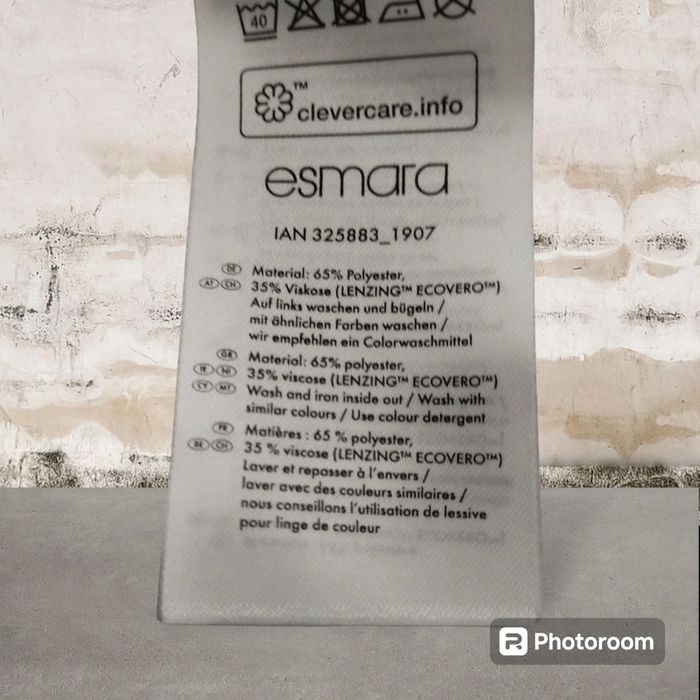 40
™
clevercare.info
esmara
IAN 325883_1907
DE Material: 65% Polyester,
AT CH 35% Viskose (LENZING™ ECOVERO™)
Auf links waschen und bügeln /
mit ähnlichen Farben waschen /
wir empfehlen ein Colorwaschmittel
GB Material: 65% polyester,
IE NI 35% viscose (LENZING™ ECOVERO™)
CY MT Wash and iron inside out / Wash with
similar colours / Use colour detergent
FR Matières : 65 % polyester,
BE CH 35 % viscose (LENZING™ ECOVERO™)
Laver et repasser à l'envers /
laver avec des couleurs similaires /
nous conseillons l'utilisation de lessive
pour linge de couleur
Photoroom